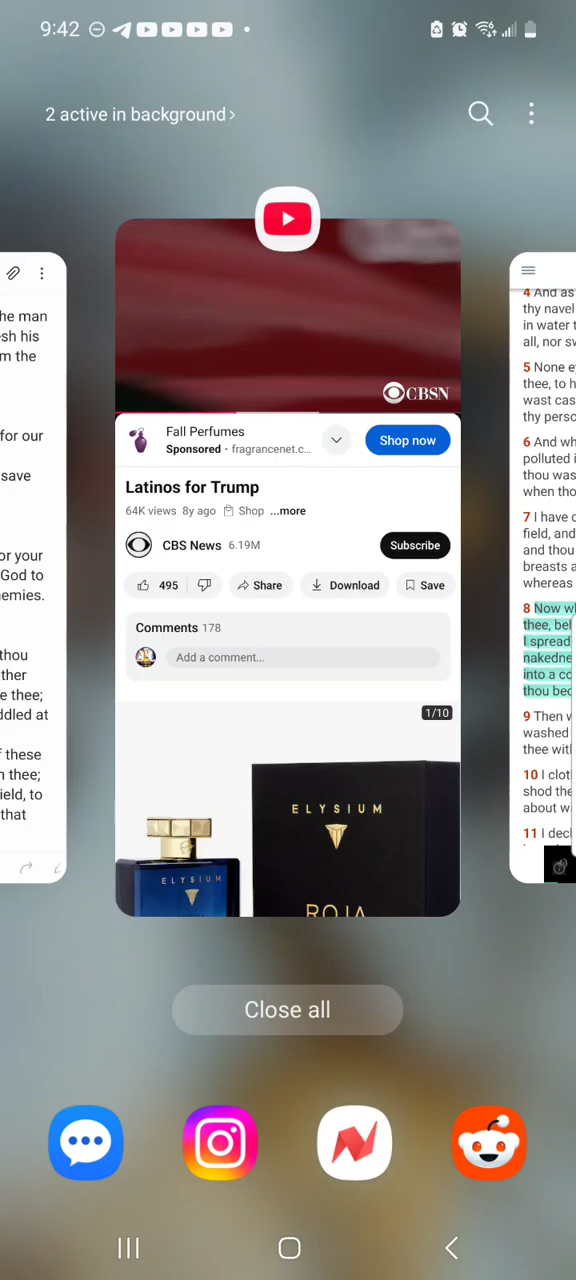 9:42
2 active in background >
he man
sh his
m the
for our
save
or your
God to
emies.
thou
ther
e thee;
ddled at
f these
n thee;
ield, to
that
CBSN
Fall Perfumes
Sponsored · fragrancenet.c...
Shop now
Latinos for Trump
64K views 8y ago Shop ...more
CBS News 6.19M
Subscribe
495 Share Download Save
Comments 178
Add a comment...
1/10
ELYSIUM
ELYSIUM
ROJA
4 And as
thy navel
in water t
all, nor sw
5 None ey
thee, to h
wast cas
thy perso
6 And wh
polluted i
thou was
when tho
7 I have c
field, and
and thou
breasts a
whereas
8 Now wh
thee, beh
I spread
nakedne
into a co
thou bec
9 Then w
washed
thee with
10 I cloth
shod the
about w
11 I deck
Close all